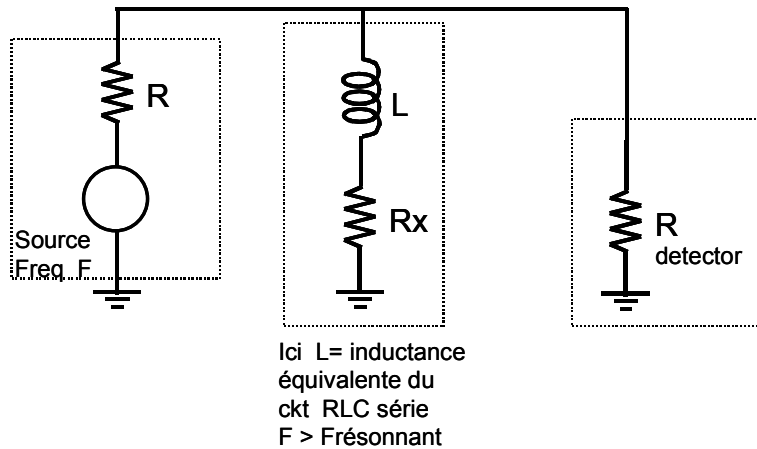 R
Source
Freq F
L
Rx
R
detector
Ici L= inductance
équivalente du
ckt RLC série
F > Frésonnant